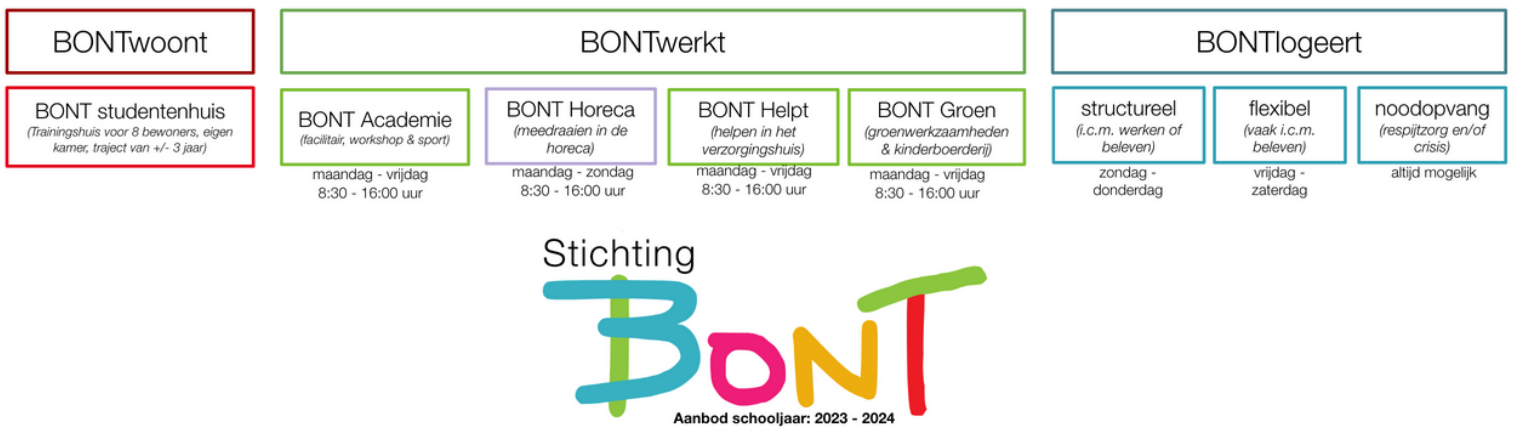 BONTwoont
BONTwerkt
BONTlogeert
BONT studentenhuis
(Trainingshuis voor 8 bewoners, eigen
kamer, traject van +/- 3 jaar)
BONT Academie
(facilitair, workshop & sport)
maandag - vrijdag
8:30 - 16:00 uur
BONT Horeca
(meedraaien in de
horeca)
maandag - zondag
8:30 - 16:00 uur
BONT Helpt
(helpen in het
verzorgingshuis)
maandag - vrijdag
8:30 - 16:00 uur
BONT Groen
(groenwerkzaamheden
& kinderboerderij)
maandag - vrijdag
8:30 - 16:00 uur
structureel
(i.c.m. werken of
beleven)
zondag -
donderdag
flexibel
(vaak i.c.m.
beleven)
vrijdag -
zaterdag
noodopvang
(respijtzorg en/of
crisis)
altijd mogelijk
Stichting
BONT
Aanbod schooljaar: 2023 - 2024